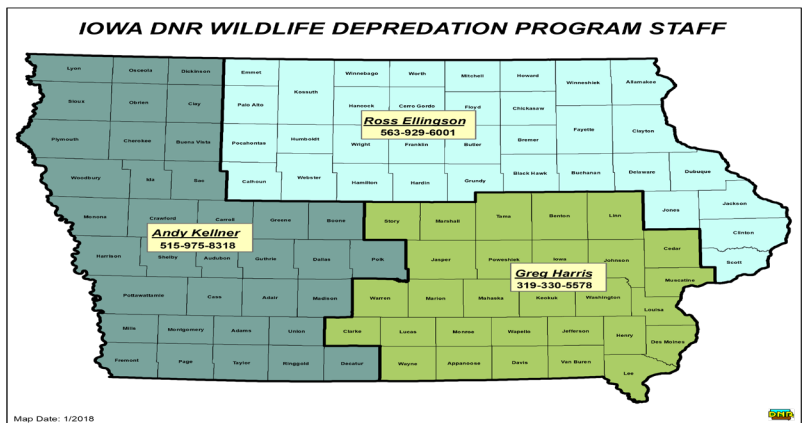 IOWA DNR WILDLIFE DEPREDATION PROGRAM STAFF
Lyon Osceola Dickinson Emmet Kossuth Winnebago Worth Mitchell Howard Winneshiek Allamakee
Sioux Obrien Clay Palo Alto Hancock Cerro Gordo Floyd Chickasaw
Ross Ellingson
563-929-6001
Plymouth Cherokee Buena Vista Pocahontas Humboldt Wright Franklin Butler Bremer Fayette Clayton
Woodbury Ida Sac Calhoun Webster Hamilton Hardin Grundy Black Hawk Buchanan Delaware Dubuque
Monona Crawford Carroll Greene Boone Story Marshall Tama Benton Linn Jones Jackson
Clinton
Andy Kellner
515-975-8318
Harrison Shelby Audubon Guthrie Dallas Polk Jasper Poweshiek Iowa Johnson Cedar Scott
Muscatine
Greg Harris
319-330-5578
Pottawattamie Cass Adair Madison Warren Marion Mahaska Keokuk Washington Louisa
Mills Montgomery Adams Union Clarke Lucas Monroe Wapello Jefferson Henry Des Moines
Fremont Page Taylor Ringgold Decatur Wayne Appanoose Davis Van Buren Lee
Map Date: 1/2018
DNR